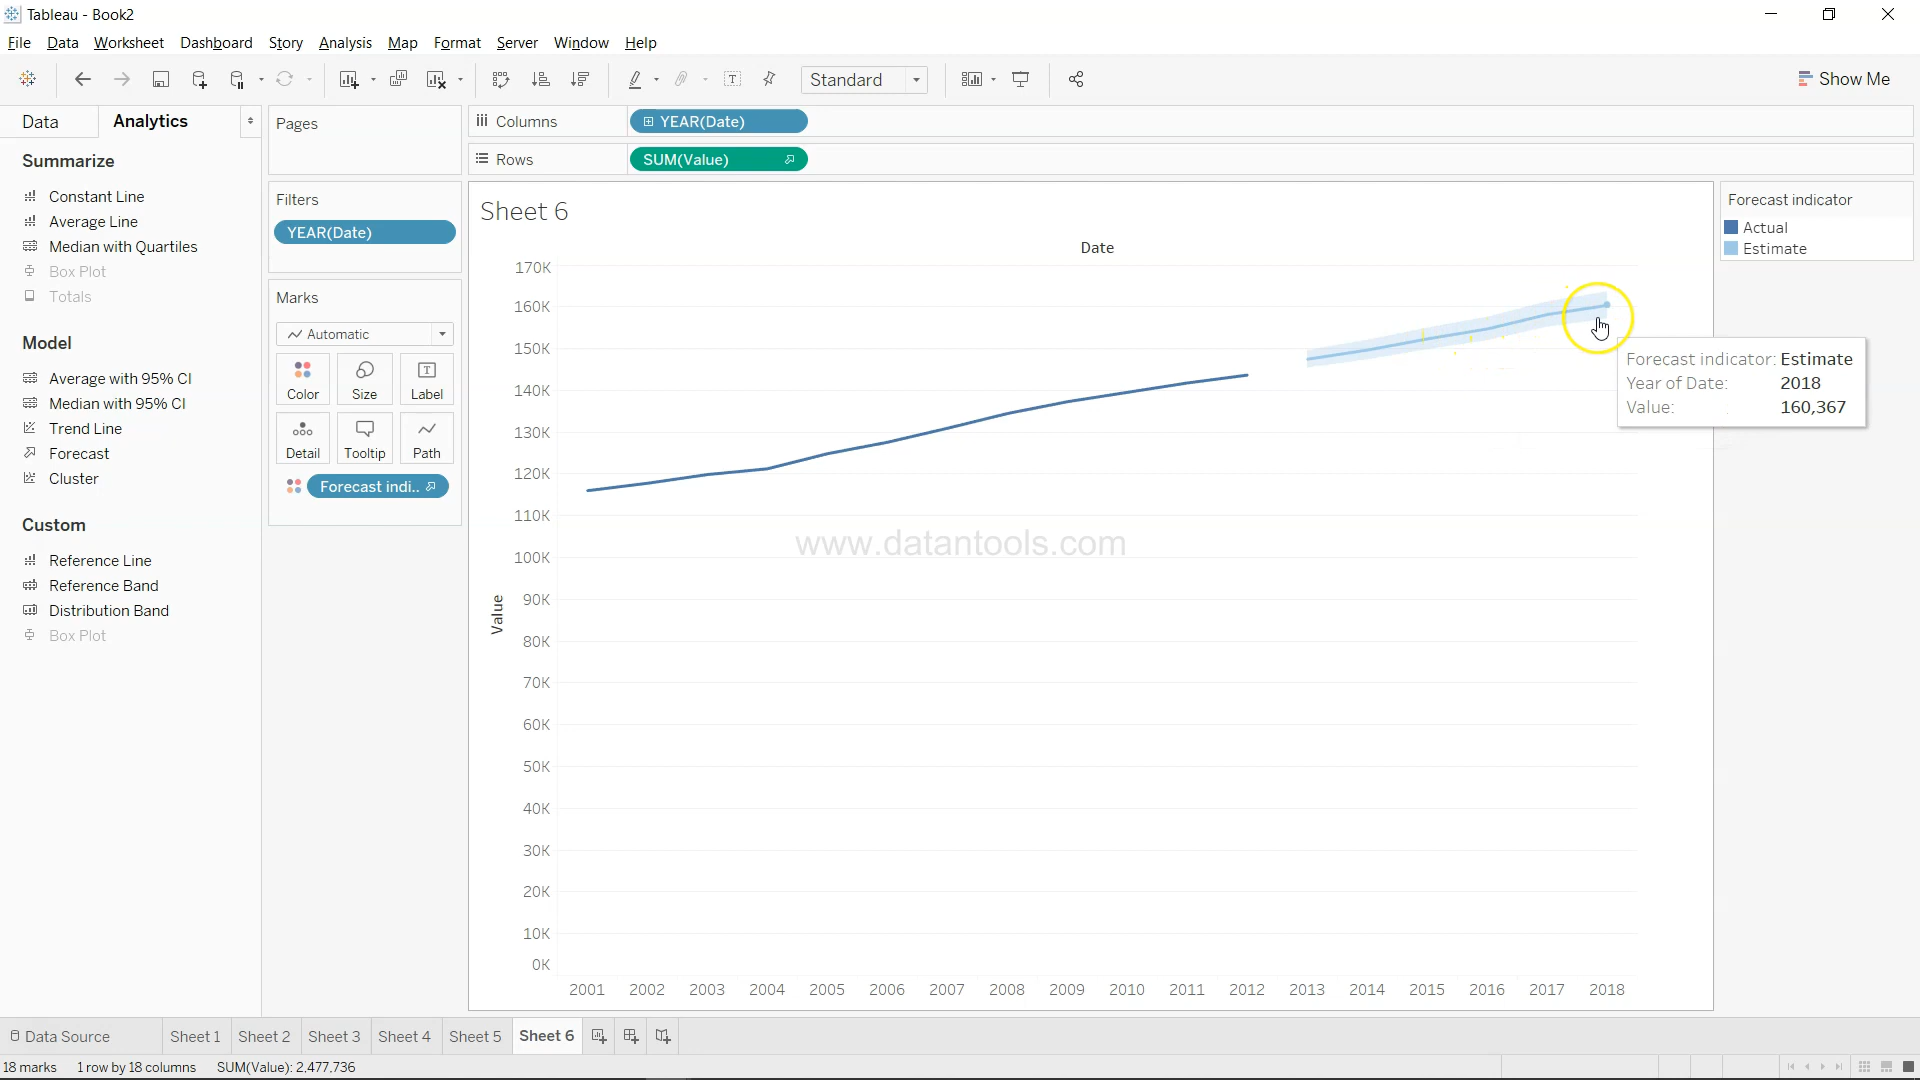 Tableau - Book2
File Data Worksheet Dashboard Story Analysis Map Format Server Window Help
Standard
Show Me
Data
Analytics
Summarize
Constant Line
Average Line
Median with Quartiles
Box Plot
Totals
Model
Average with 95% CI
Median with 95% CI
Trend Line
Forecast
Cluster
Custom
Reference Line
Reference Band
Distribution Band
Box Plot
Pages
Filters
YEAR(Date)
Marks
Automatic
Color Size Label
Detail Tooltip Path
Forecast indi..
Columns
YEAR(Date)
Rows
SUM(Value)
Sheet 6
Date
170K
160K
150K
140K
130K
120K
110K
100K
90K
80K
70K
60K
50K
40K
30K
20K
10K
0K
Value
www.datantools.com
2001 2002 2003 2004 2005 2006 2007 2008 2009 2010 2011 2012 2013 2014 2015 2016 2017 2018
Forecast indicator: Estimate
Year of Date: 2018
Value: 160,367
Forecast indicator
Actual
Estimate
Data Source Sheet 1 Sheet 2 Sheet 3 Sheet 4 Sheet 5 Sheet 6
18 marks 1 row by 18 columns SUM(Value): 2,477,736